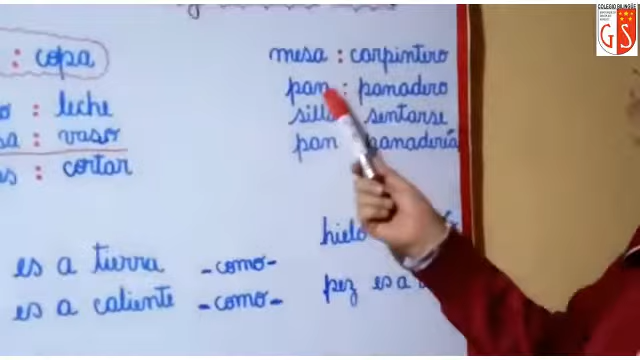 : copa
mesa : carpintero
: leche
pan : panadero
: vaso
sentarse
: cortar
pan panadería
es a tierra -como- hielo
es a caliente -como- pez es a
COLEGIO BILINGÜE
GS